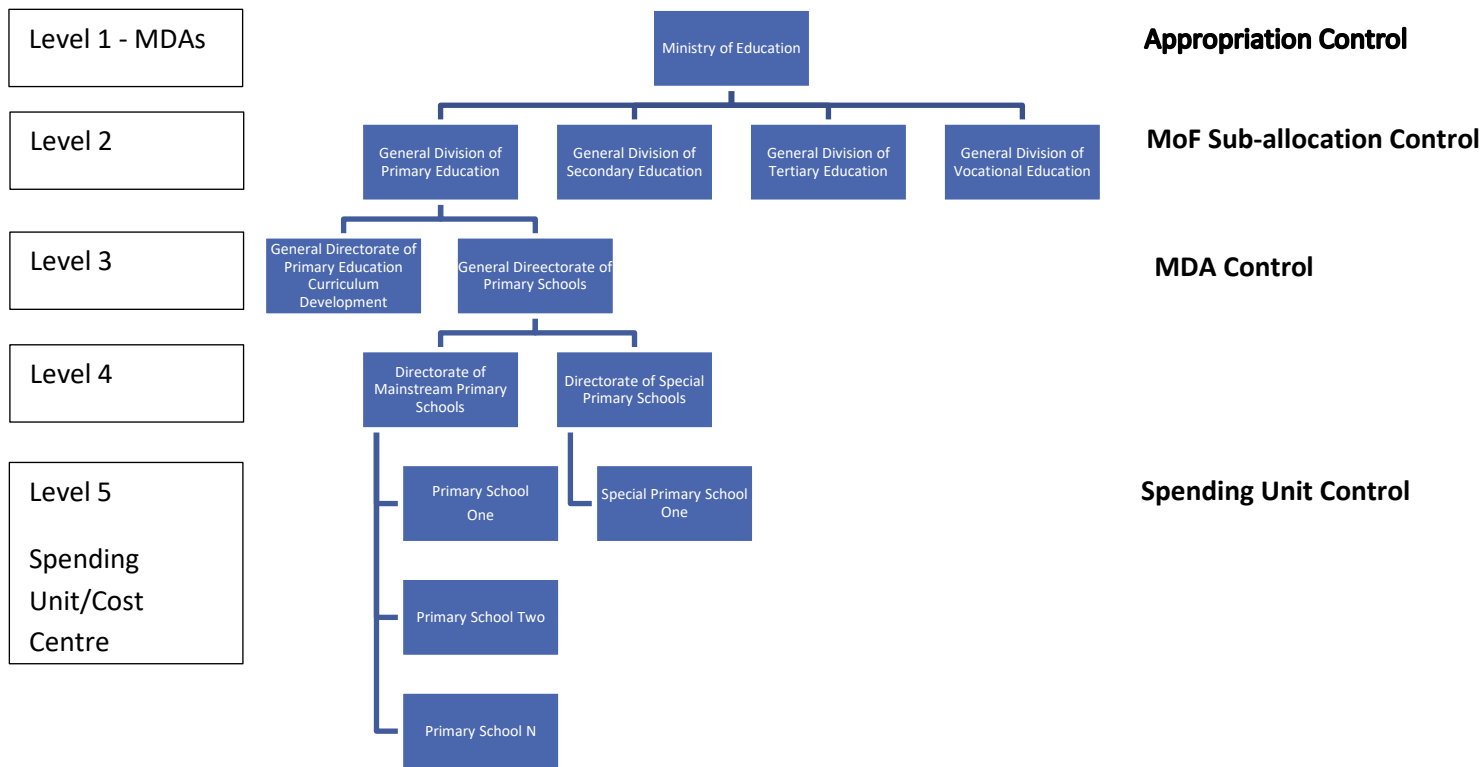 Level 1 - MDAs
Ministry of Education
Appropriation Control
Level 2
General Division of
Primary Education
General Division of
Secondary Education
General Division of
Tertiary Education
General Division of
Vocational Education
MoF Sub-allocation Control
Level 3
General Directorate of
Primary Education
Curriculum
Development
General Direectorate of
Primary Schools
MDA Control
Level 4
Directorate of
Mainstream Primary
Schools
Directorate of Special
Primary Schools
Level 5
Spending
Unit/Cost
Centre
Primary School
One
Special Primary School
One
Spending Unit Control
Primary School Two
Primary School N